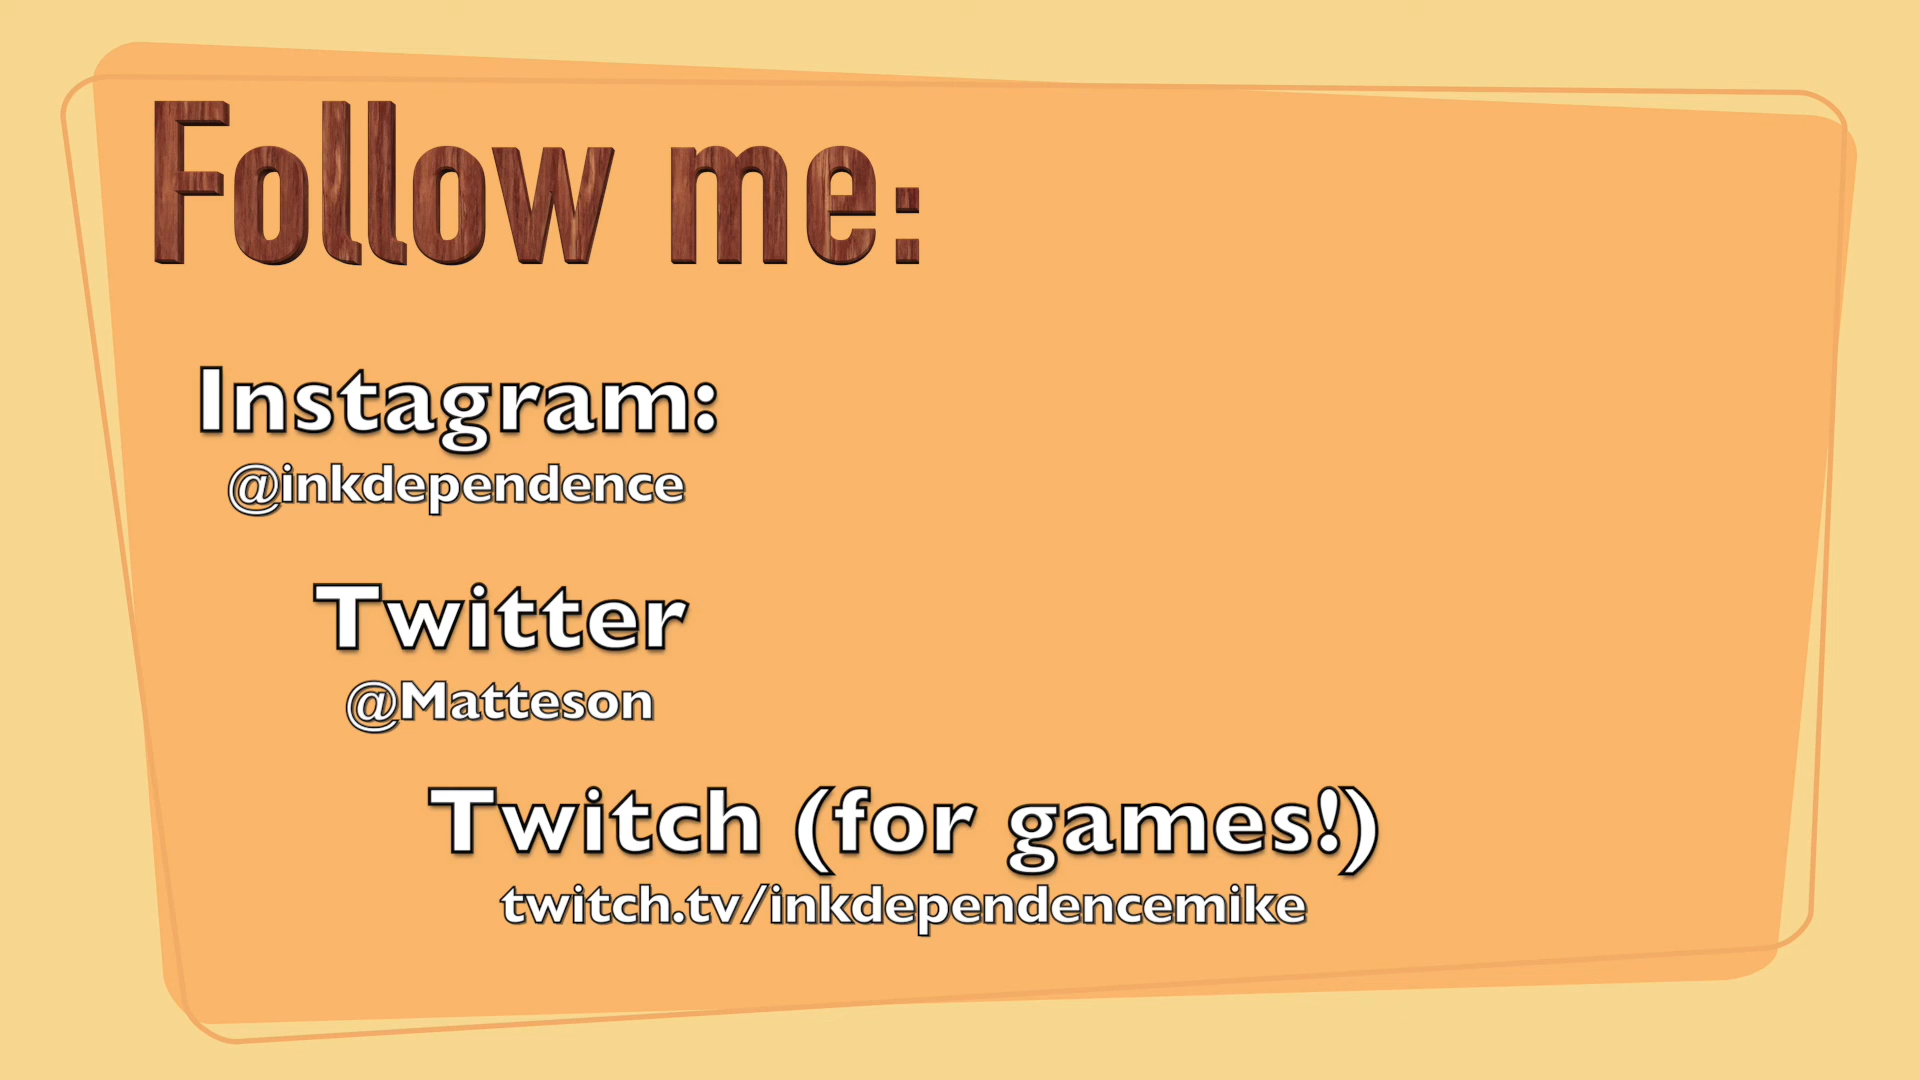 Follow me:
Instagram:
@inkdependence
Twitter
@Matteson
Twitch (for games!)
twitch.tv/inkdependencemike